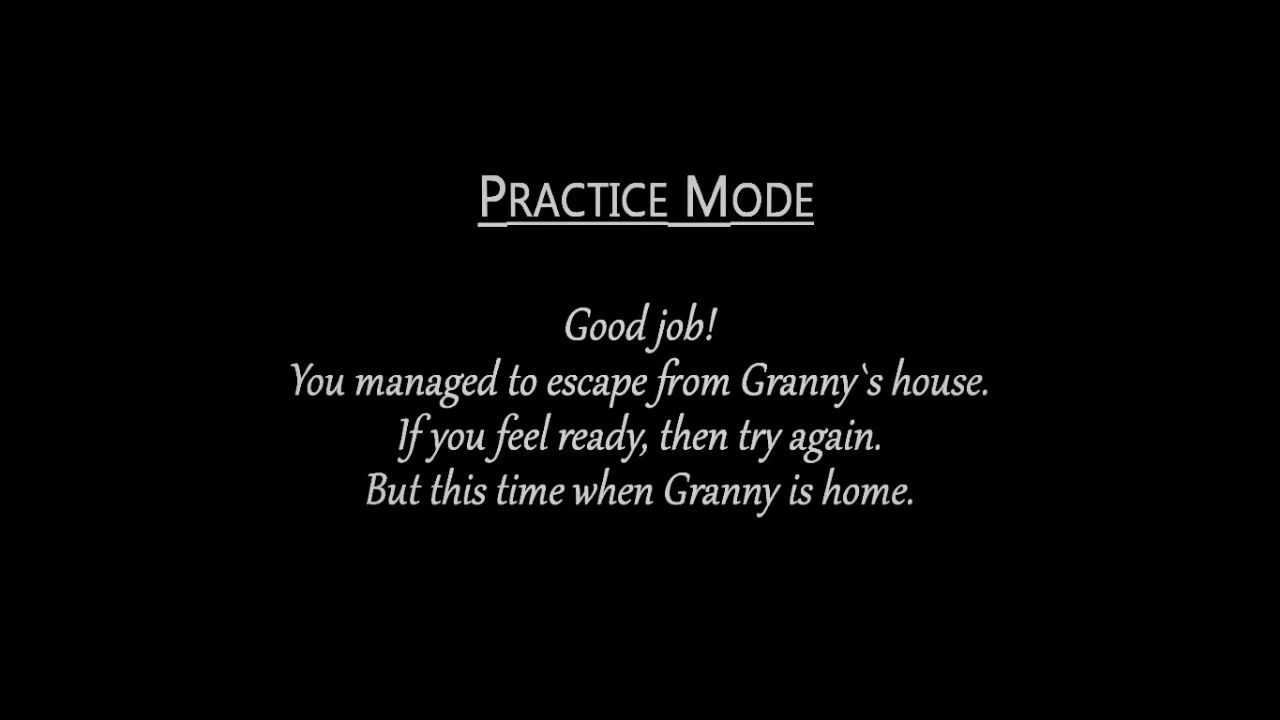 PRACTICE MODE
Good job!
You managed to escape from Granny`s house.
If you feel ready, then try again.
But this time when Granny is home.